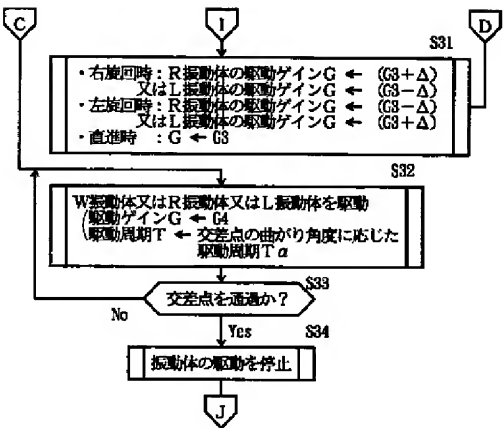 C
I
D
S31
・右旋回時:R振動体の駆動ゲインG ← (G3+Δ)
又はL振動体の駆動ゲインG ← (G3−Δ)
・左旋回時:R振動体の駆動ゲインG ← (G3−Δ)
又はL振動体の駆動ゲインG ← (G3+Δ)
・直進時 :G ← G3
S32
W振動体又はR振動体又はL振動体を駆動
(駆動ゲインG ← G4
駆動周期T ← 交差点の曲がり角度に応じた
駆動周期Tα
S33
交差点を通過か?
No
Yes
S34
振動体の駆動を停止
J